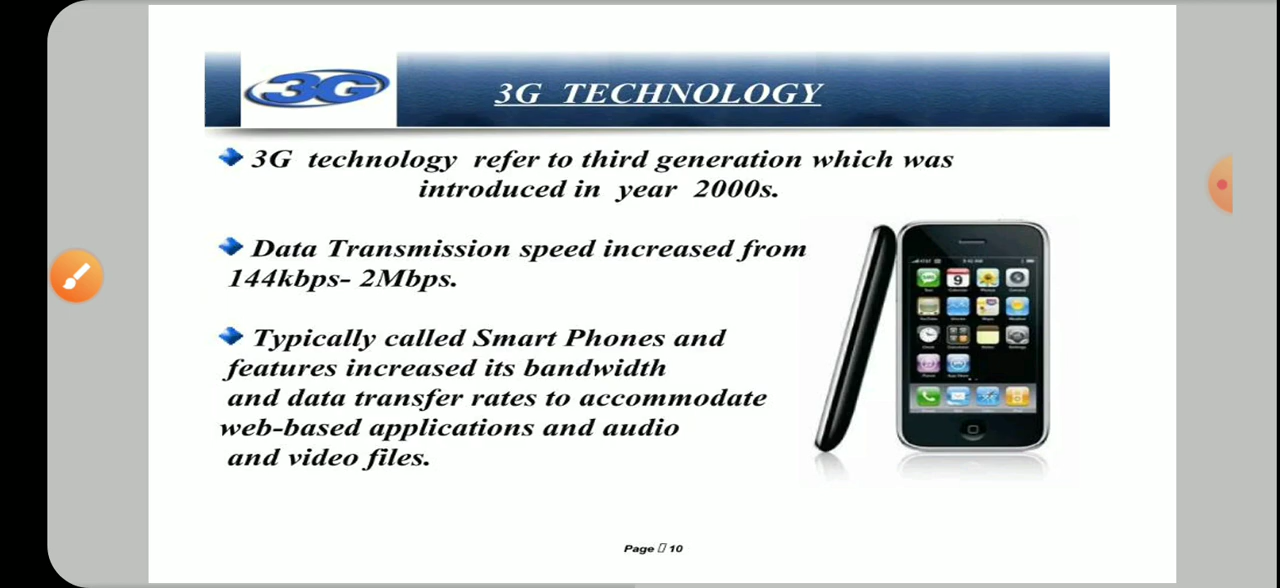 3G
3G TECHNOLOGY
3G technology refer to third generation which was
introduced in year 2000s.
Data Transmission speed increased from
144kbps- 2Mbps.
Typically called Smart Phones and
features increased its bandwidth
and data transfer rates to accommodate
web-based applications and audio
and video files.
9
Page 10